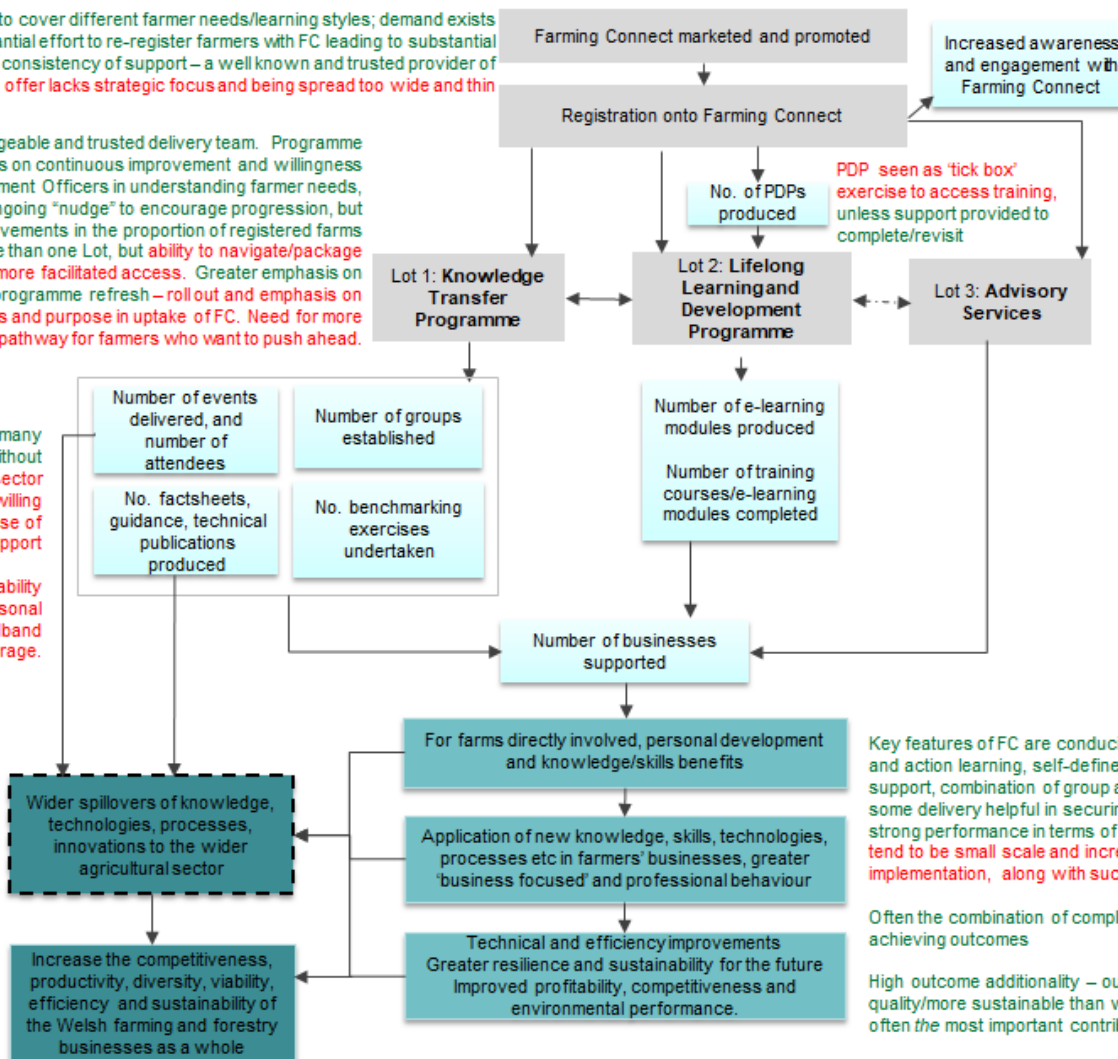 to cover different farmer needs/learning styles; demand exists
antial effort to re-register farmers with FC leading to substantial
consistency of support – a well known and trusted provider of
offer lacks strategic focus and being spread too wide and thin
Farming Connect marketed and promoted
Increased awareness
and engagement with
Farming Connect
Registration onto Farming Connect
geable and trusted delivery team. Programme
s on continuous improvement and willingness
ment Officers in understanding farmer needs,
ngoing "nudge" to encourage progression, but
ovements in the proportion of registered farms
e than one Lot, but ability to navigate/package
more facilitated access. Greater emphasis on
programme refresh – roll out and emphasis on
s and purpose in uptake of FC. Need for more
pathway for farmers who want to push ahead.
No. of PDPs
produced
PDP seen as 'tick box'
exercise to access training,
unless support provided to
complete/revisit
Lot 1: Knowledge
Transfer
Programme
Lot 2: Lifelong
Learningand
Development
Programme
Lot 3: Advisory
Services
Number of events
delivered, and
number of
attendees
Number of groups
established
No. factsheets,
guidance, technical
publications
produced
No. benchmarking
exercises
undertaken
Number of e-learning
modules produced
Number of training
courses/e-learning
modules completed
many
ithout
ector
willing
se of
pport
ability
sonal
dband
rage.
Number of businesses
supported
For farms directly involved, personal development
and knowledge/skills benefits
Application of new knowledge, skills, technologies,
processes etc in farmers' businesses, greater
'business focused' and professional behaviour
Technical and efficiency improvements
Greater resilience and sustainability for the future
Improved profitability, competitiveness and
environmental performance.
Wider spillovers of knowledge,
technologies, processes,
innovations to the wider
agricultural sector
Increase the competitiveness,
productivity, diversity, viability,
efficiency and sustainability of
the Welsh farming and forestry
businesses as a whole
Key features of FC are conduci
and action learning, self-define
support, combination of group a
some delivery helpful in securin
strong performance in terms of
tend to be small scale and incre
implementation, along with suc
Often the combination of compl
achieving outcomes
High outcome additionality – ou
quality/more sustainable than w
often the most important contril